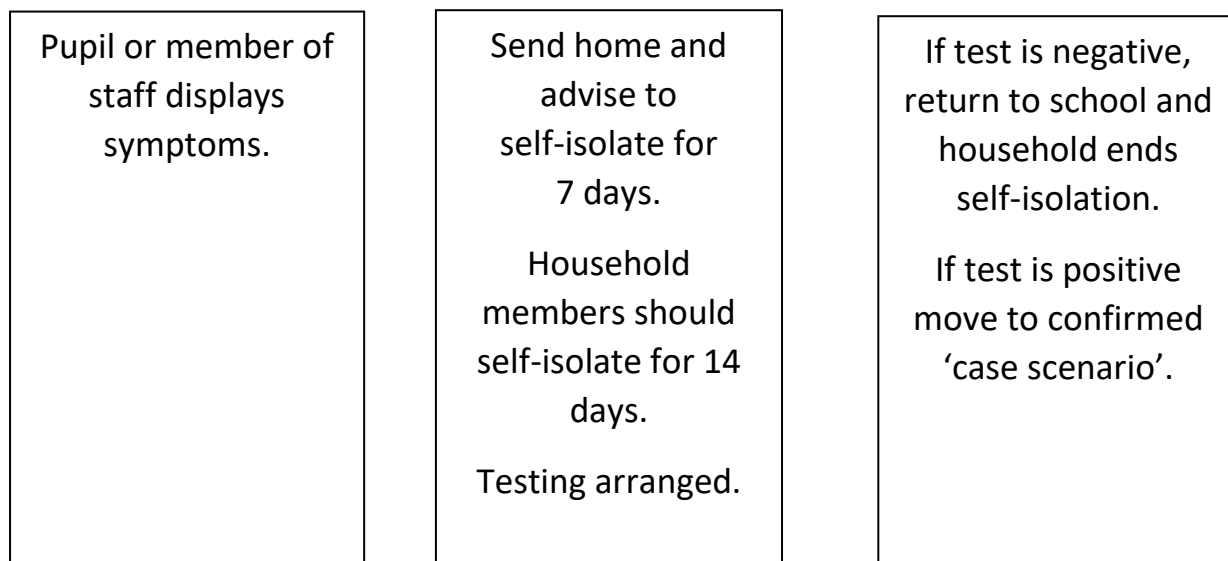 Pupil or member of
staff displays
symptoms.
Send home and
advise to
self-isolate for
7 days.
Household
members should
self-isolate for 14
days.
Testing arranged.
If test is negative,
return to school and
household ends
self-isolation.
If test is positive
move to confirmed
‘case scenario’.